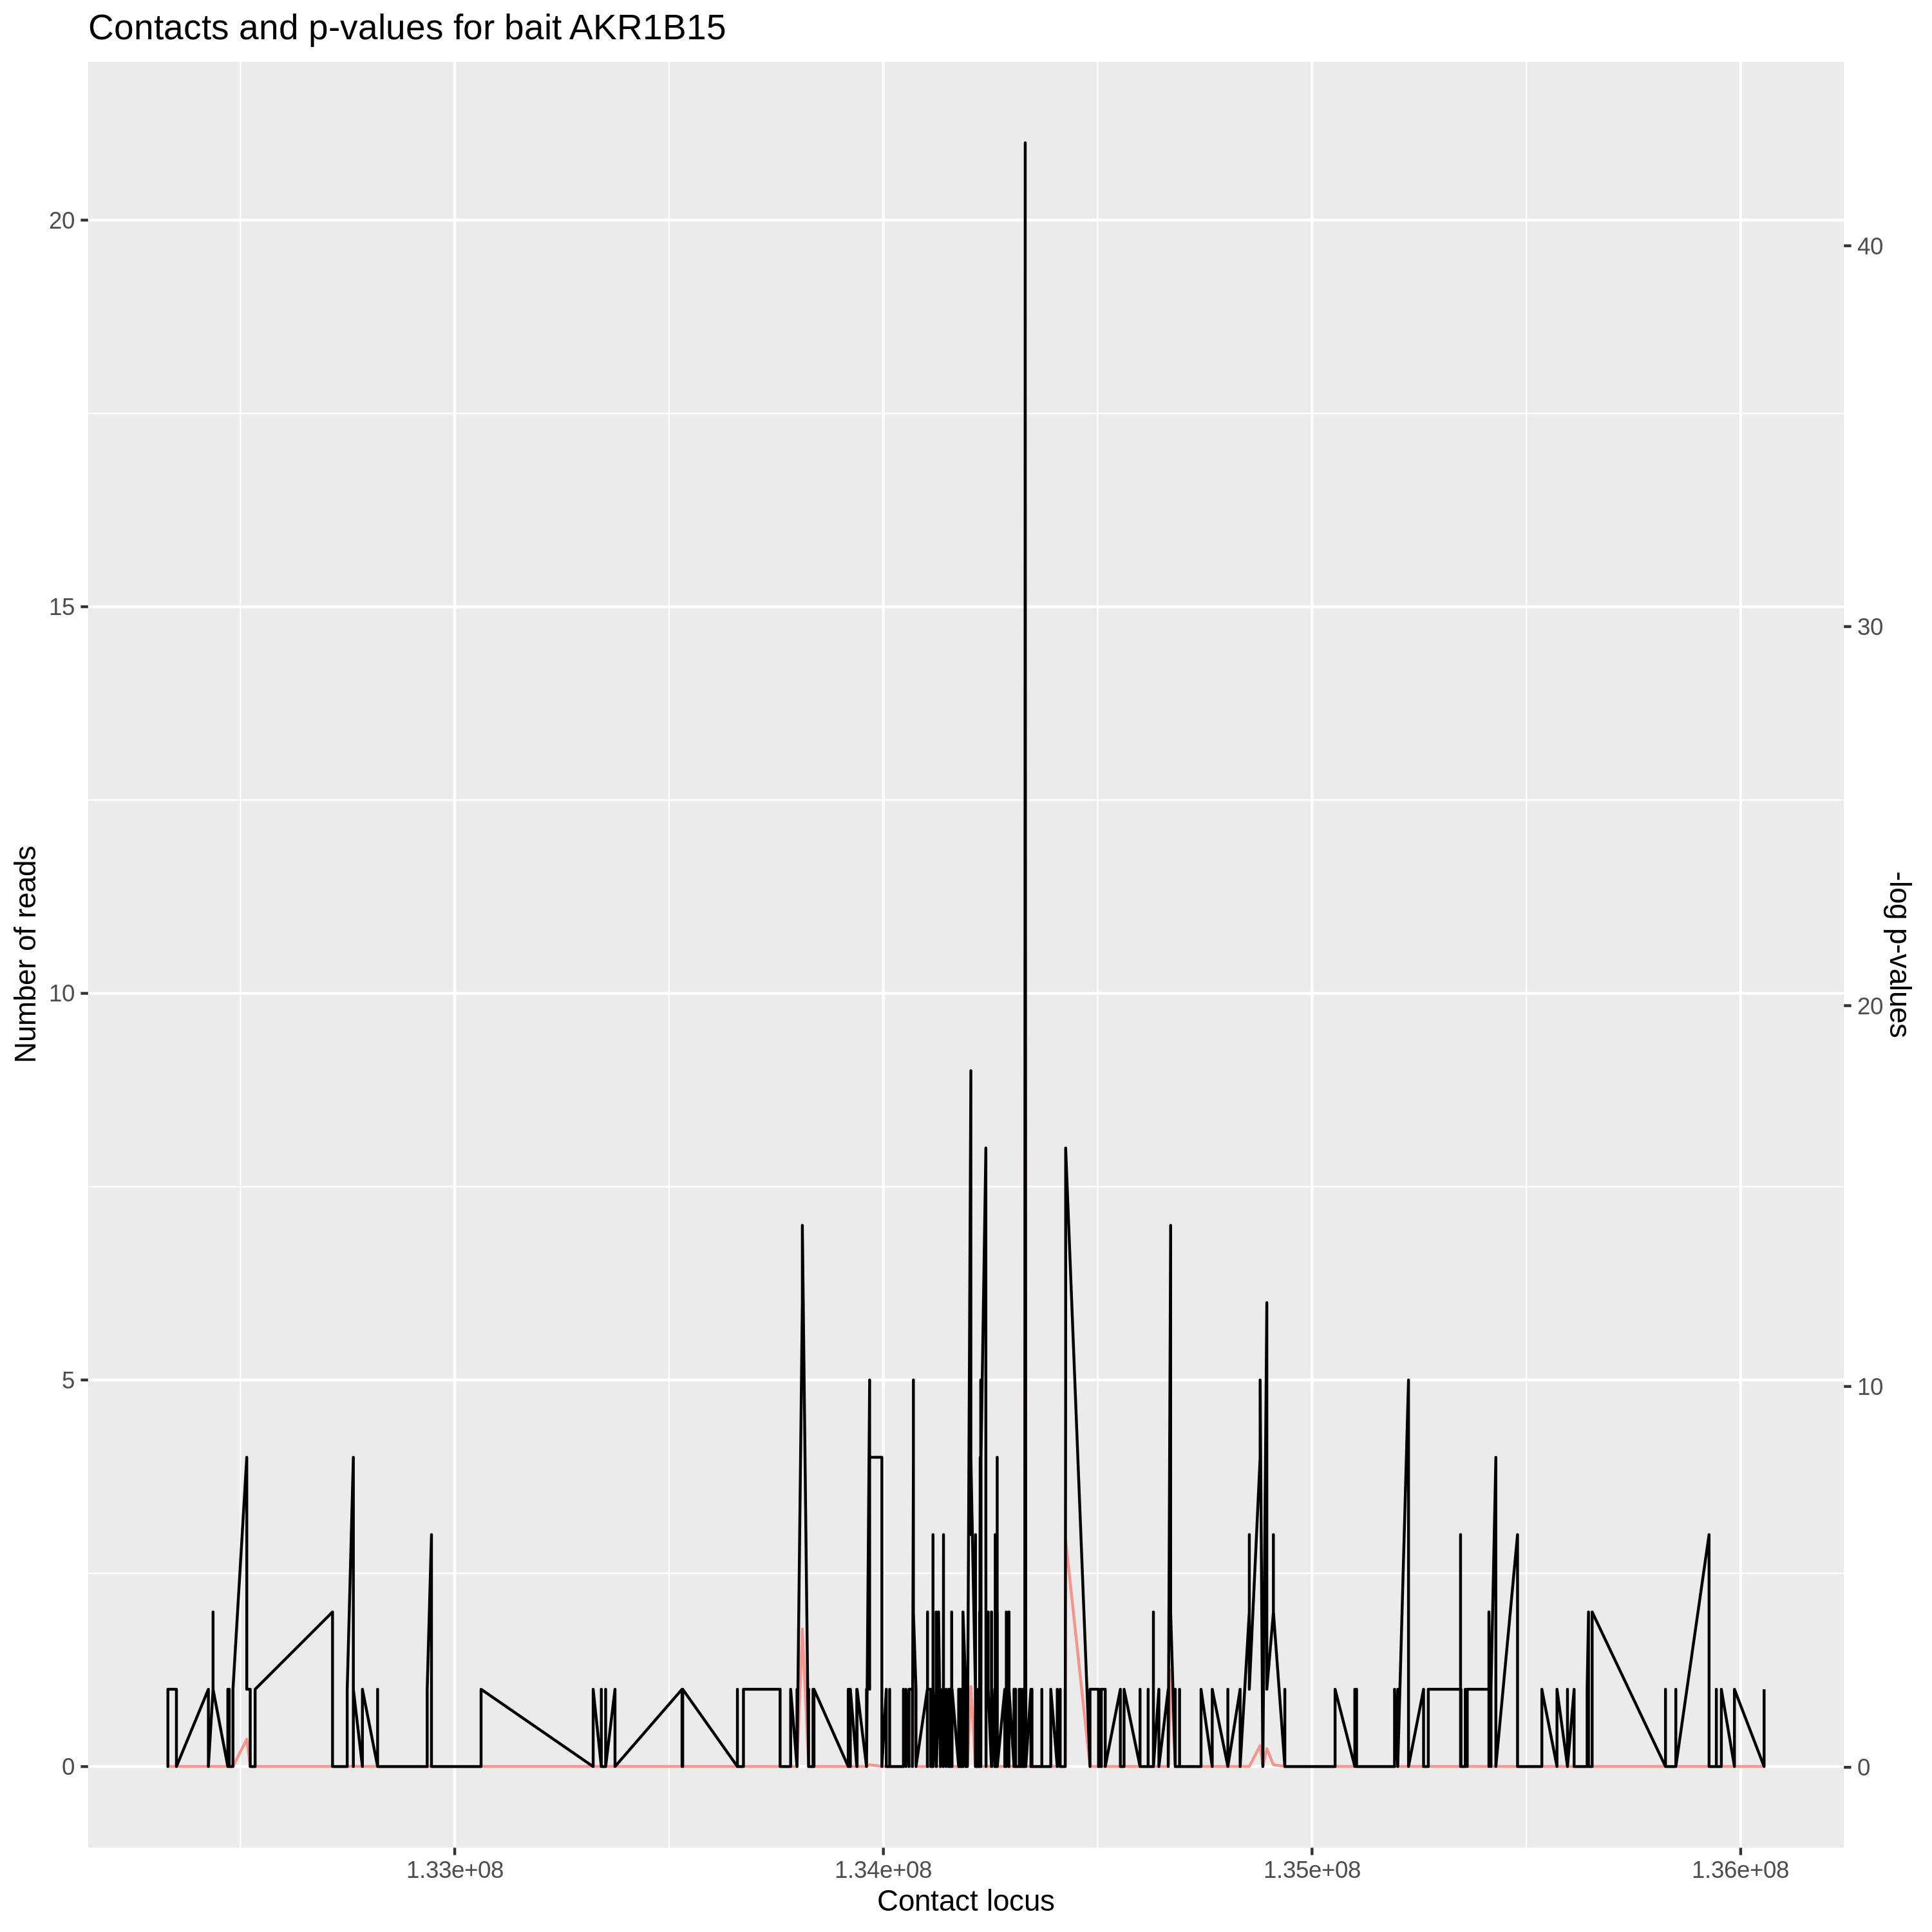 Contacts and p-values for bait AKR1B15
Number of reads
20
15
10
5
0
40
30
20
10
0
-log p-values
1.33e+08
1.34e+08
1.35e+08
1.36e+08
Contact locus